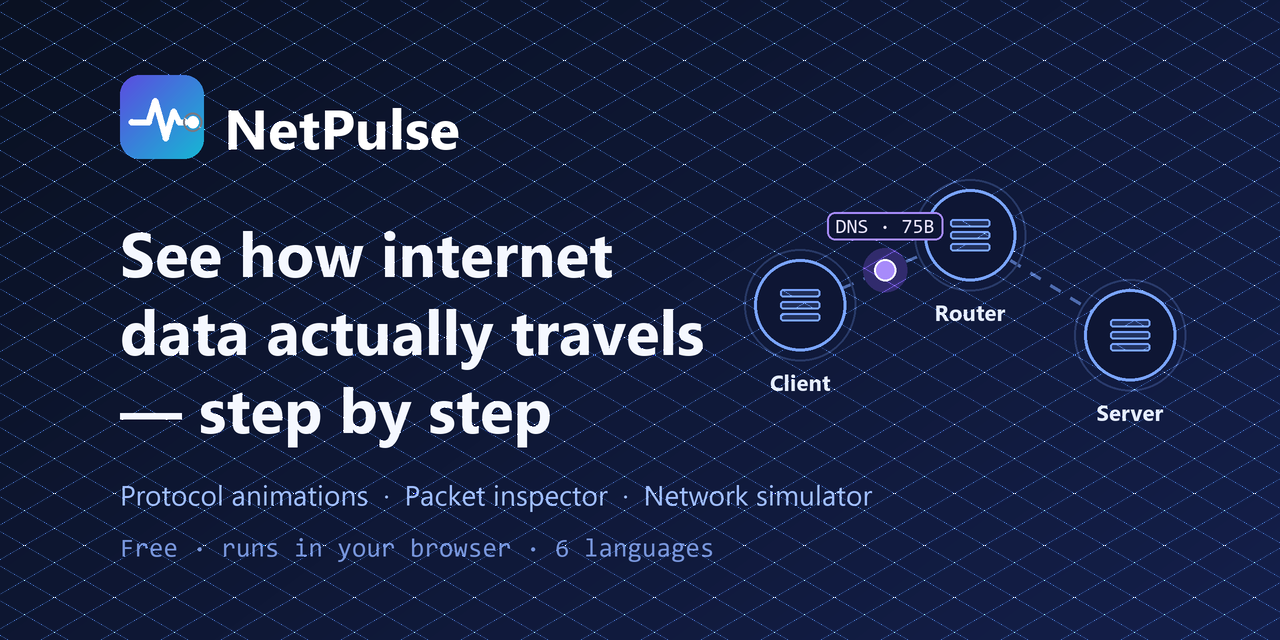 NetPulse
See how internet
data actually travels
— step by step
DNS · 75B
Client
Router
Server
Protocol animations · Packet inspector · Network simulator
Free · runs in your browser · 6 languages